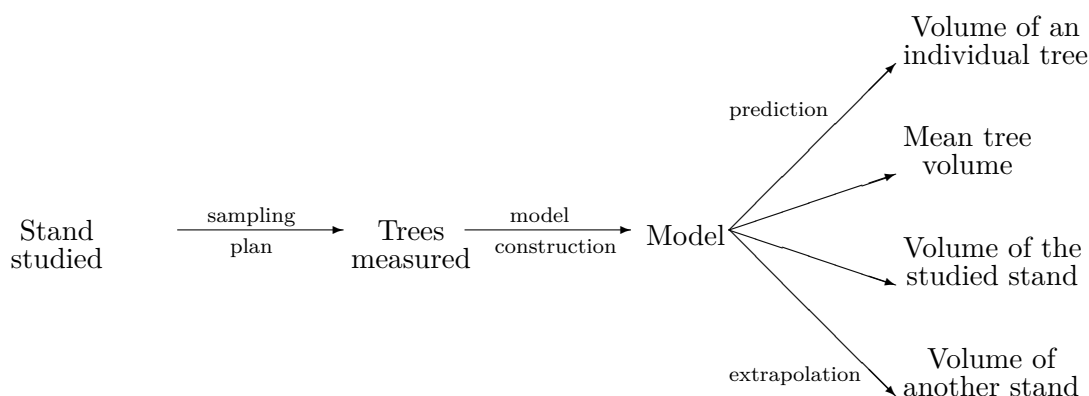 Stand
studied
sampling
plan
Trees
measured
model
construction
Model
prediction
extrapolation
Volume of an
individual tree
Mean tree
volume
Volume of the
studied stand
Volume of
another stand